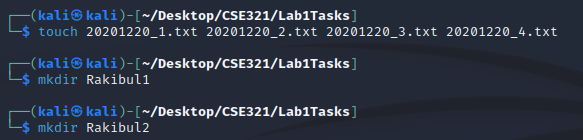 ┌──(kali㉿kali)-[~/Desktop/CSE321/Lab1Tasks]
└─$ touch 20201220_1.txt 20201220_2.txt 20201220_3.txt 20201220_4.txt
┌──(kali㉿kali)-[~/Desktop/CSE321/Lab1Tasks]
└─$ mkdir Rakibul1
┌──(kali㉿kali)-[~/Desktop/CSE321/Lab1Tasks]
└─$ mkdir Rakibul2